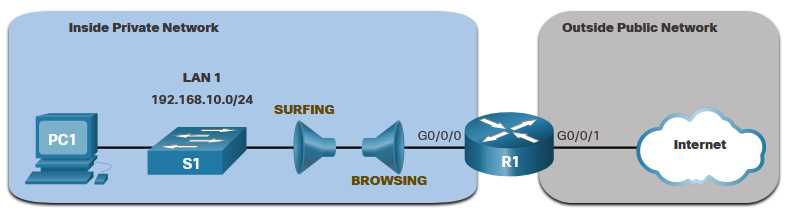 Inside Private Network
Outside Public Network
LAN 1
192.168.10.0/24
SURFING
PC1
S1
BROWSING
G0/0/0
R1
G0/0/1
Internet